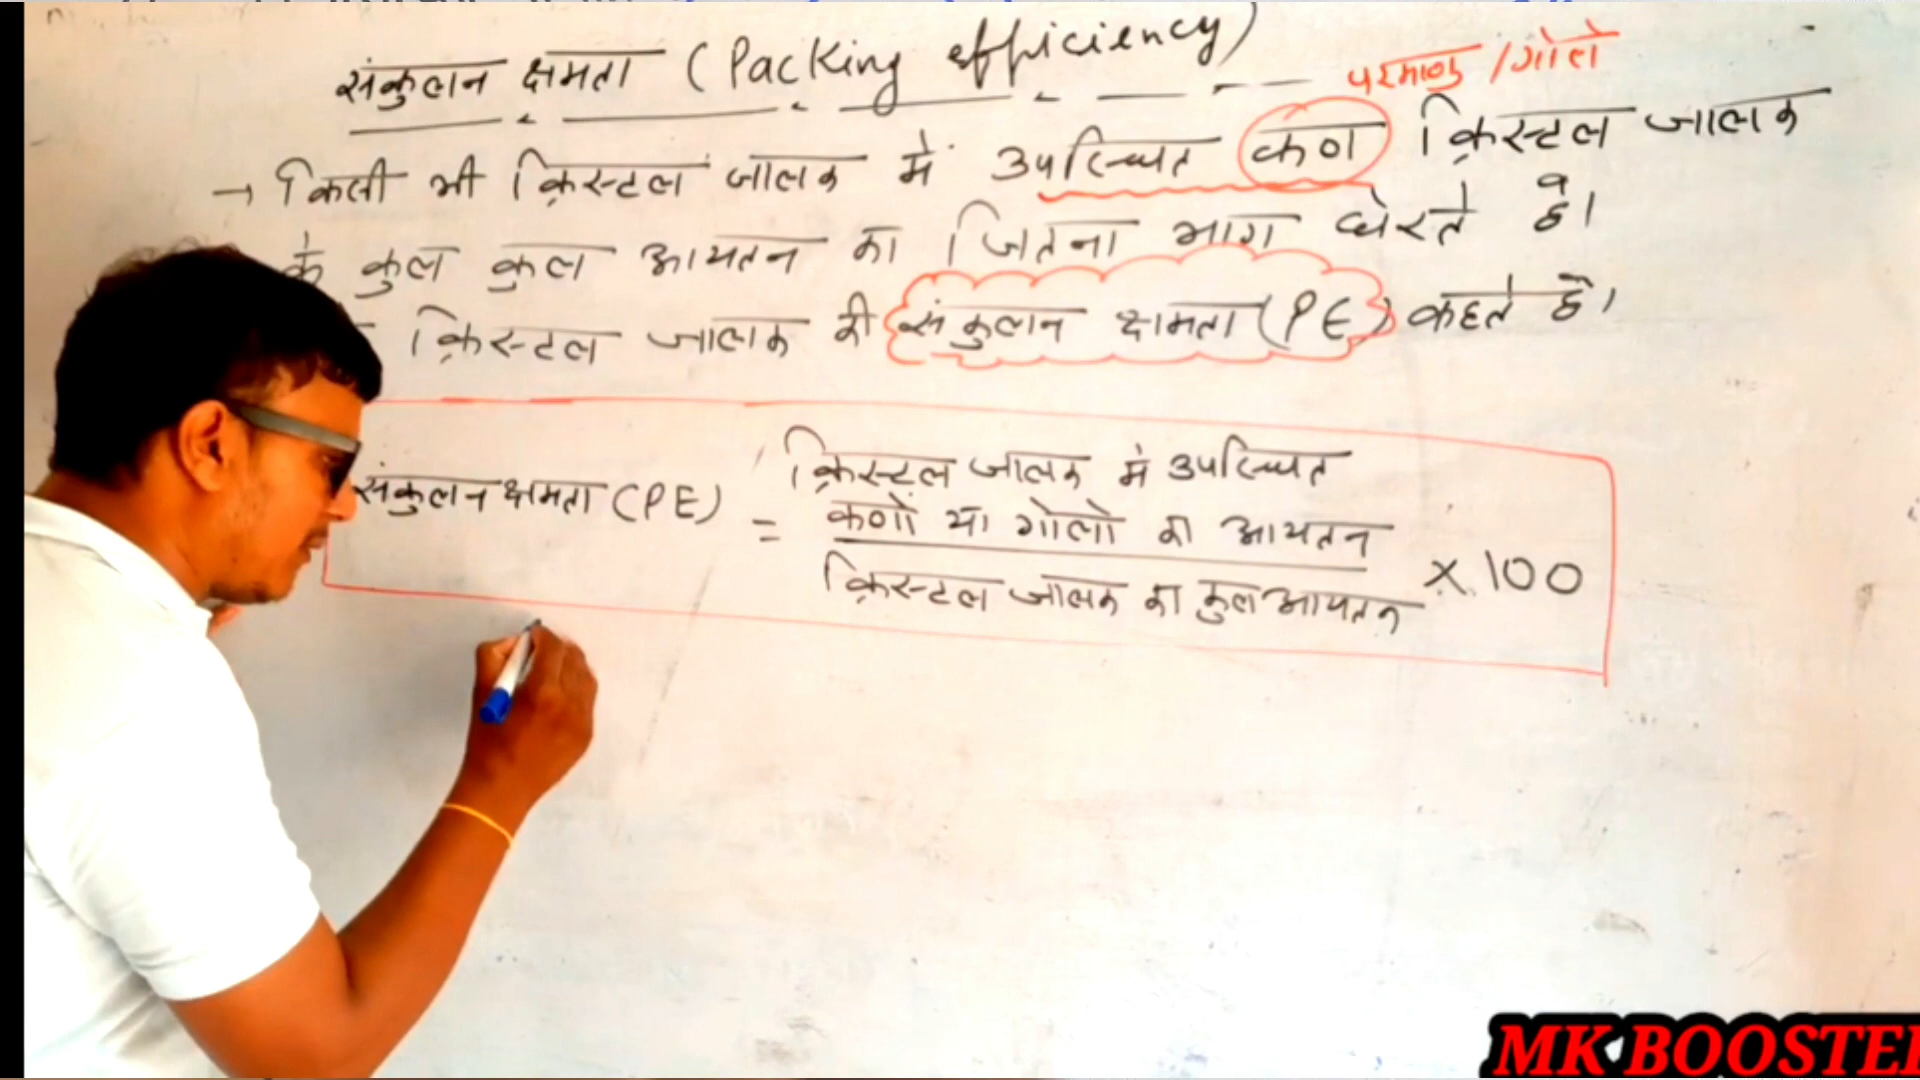 संकुलन क्षमता (Packing efficiency)
परमाणु / गोले
→ किसी भी क्रिस्टल जालक में उपस्थित कण क्रिस्टल जालक
के कुल कुल आयतन का जितना भाग घेरते है।
क्रिस्टल जालक की संकुलन क्षमता (PE) कहते है।
संकुलन क्षमता (PE) = क्रिस्टल जालक में उपस्थित
कणों या गोलों का आयतन
क्रिस्टल जालक का कुल आयतन × 100
MK BOOSTE